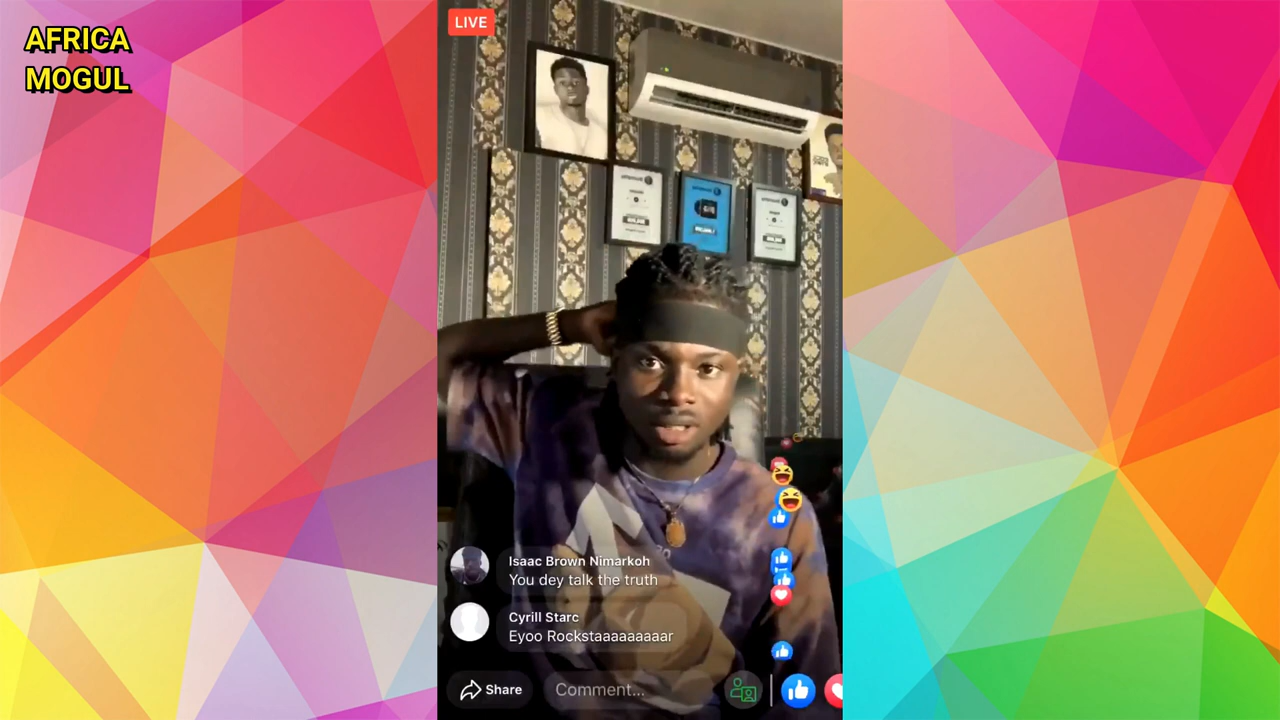 AFRICA
MOGUL
LIVE
Isaac Brown Nimarkoh
You dey talk the truth
Cyrill Starc
Eyoo Rockstaaaaaaaaar
Share
Comment...